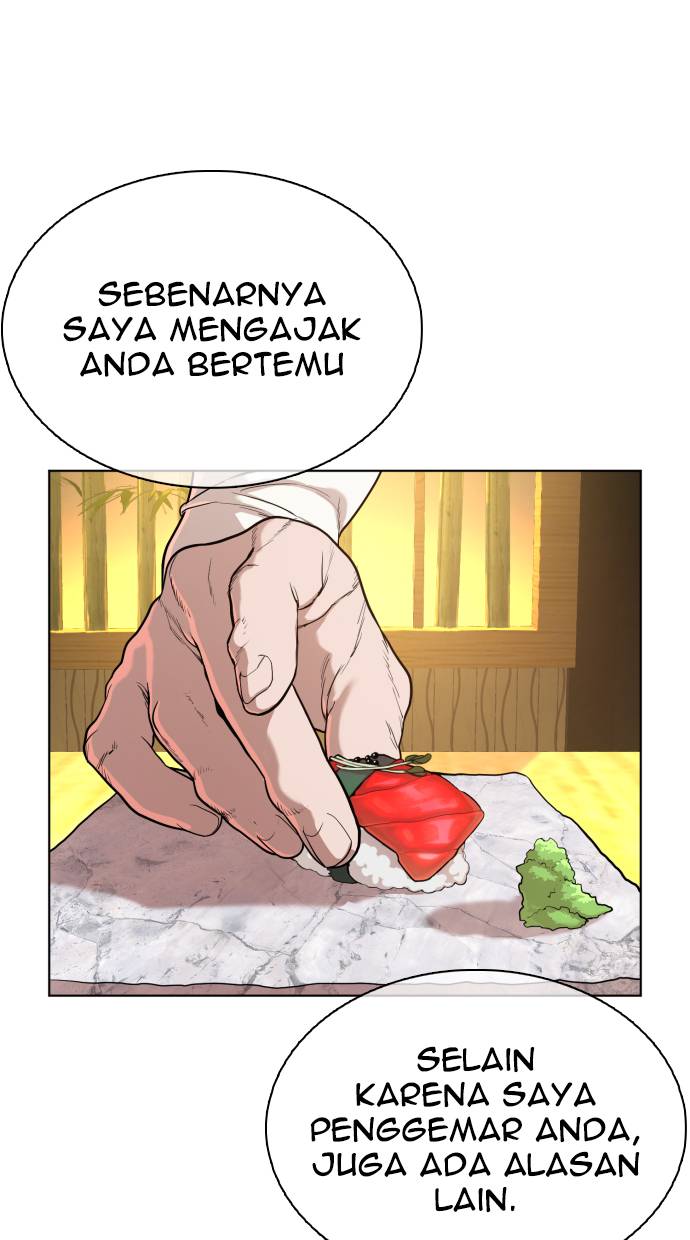 SEBENARNYA
SAYA MENGAJAK
ANDA BERTEMU
SELAIN
KARENA SAYA
PENGGEMAR ANDA,
JUGA ADA ALASAN
LAIN.